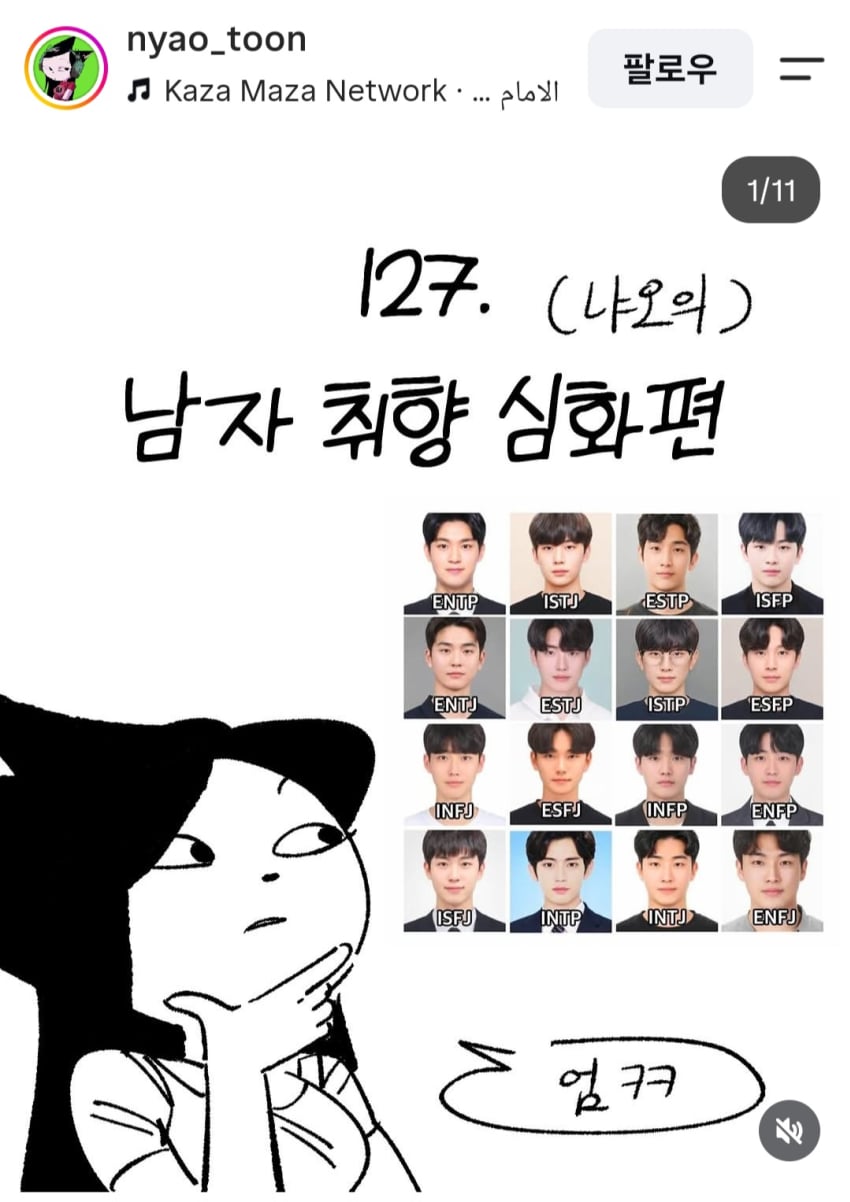 nyao_toon
Kaza Maza Network · ... الامام
팔로우
1/11
127. (냐오의)
남자 취향 심화편
ENTP ISTJ ESTP ISFP
ENTJ ESTJ ISTP ESFP
INFJ ESFJ INFP ENFP
ISFJ INTP INTJ ENFJ
엄ㅋㅋ